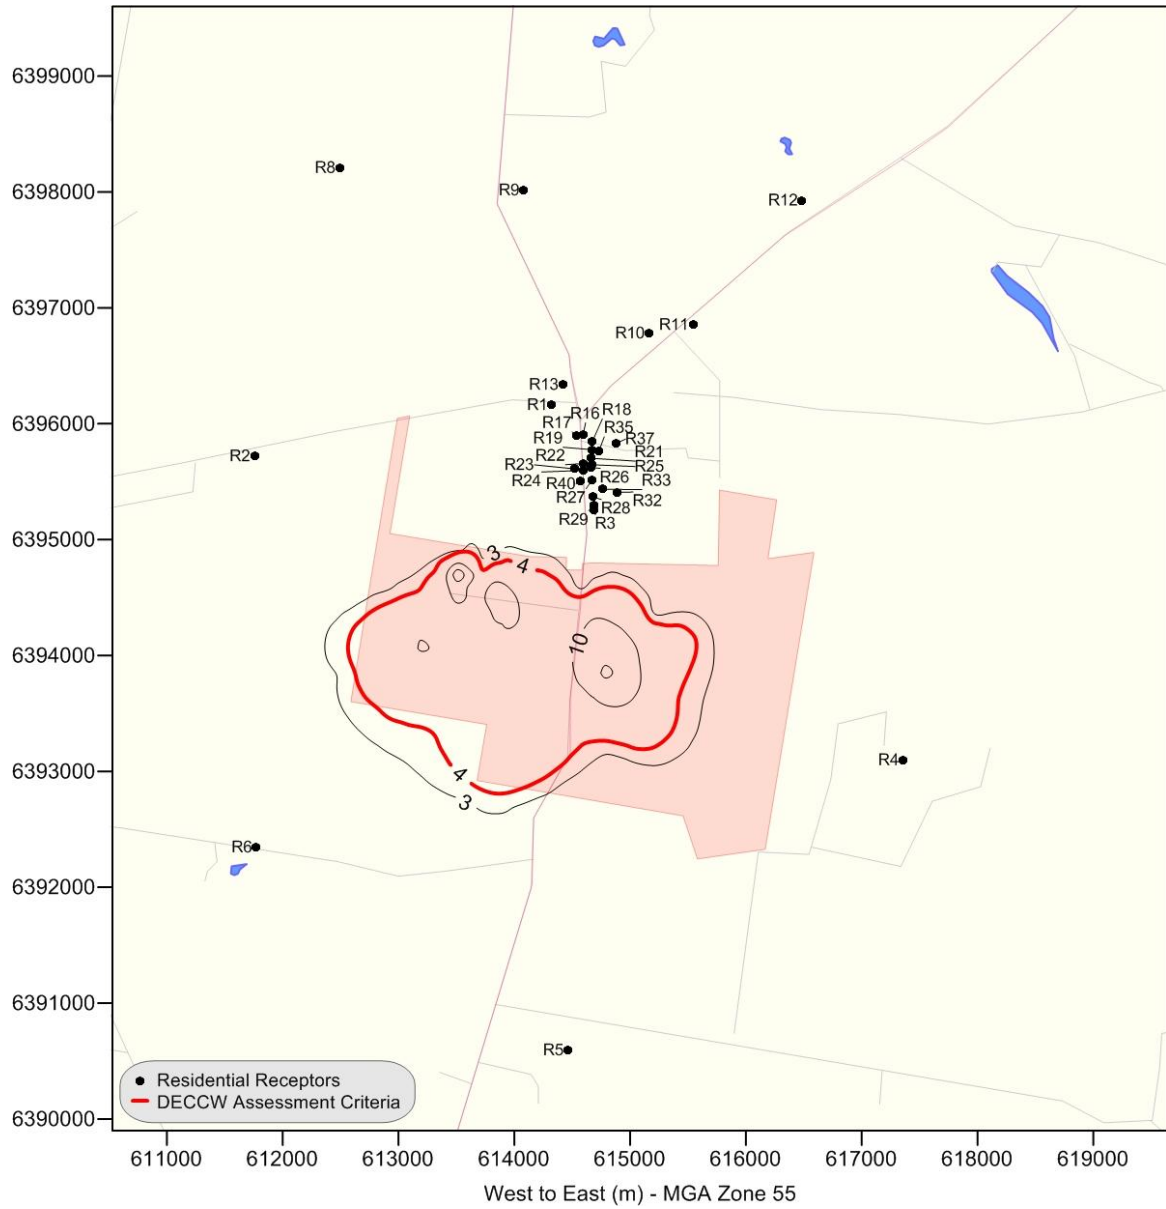 6399000
R8
R9
R12
6398000
6397000
R11
R10
R13
R1
R16
R18
6396000
R17
R35
R19
R37
R2
R22
R21
R23
R25
R24
R40
R26
R33
R27
R32
R28
R29
R3
6395000
3
4
10
6394000
4
3
6393000
R4
R6
6392000
6391000
R5
Residential Receptors
DECCW Assessment Criteria
6390000
611000 612000 613000 614000 615000 616000 617000 618000 619000
West to East (m) - MGA Zone 55